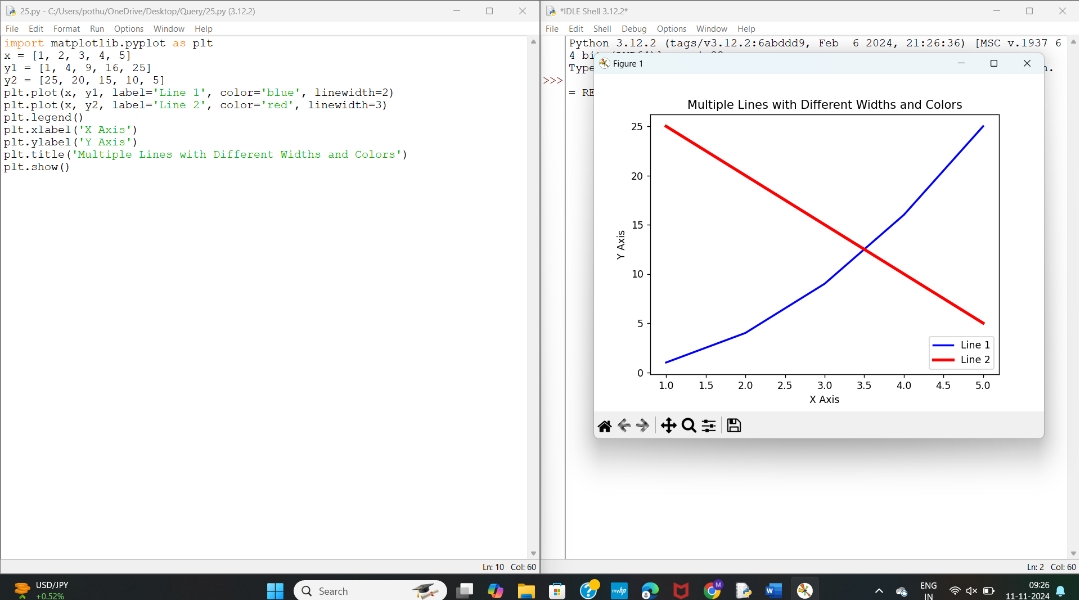 25.py - C:/Users/pothu/OneDrive/Desktop/Query/25.py (3.12.2)
File Edit Format Run Options Window Help
import matplotlib.pyplot as plt
x = [1, 2, 3, 4, 5]
y1 = [1, 4, 9, 16, 25]
y2 = [25, 20, 15, 10, 5]
plt.plot(x, y1, label='Line 1', color='blue', linewidth=2)
plt.plot(x, y2, label='Line 2', color='red', linewidth=3)
plt.legend()
plt.xlabel('X Axis')
plt.ylabel('Y Axis')
plt.title('Multiple Lines with Different Widths and Colors')
plt.show()
Ln: 10 Col: 60
*IDLE Shell 3.12.2*
File Edit Shell Debug Options Window Help
Python 3.12.2 (tags/v3.12.2:6abddd9, Feb 6 2024, 21:26:36) [MSC v.1937 6
4
Type
>>>
= RE
Figure 1
Multiple Lines with Different Widths and Colors
25
20
15
10
5
0
Y Axis
Line 1
Line 2
1.0 1.5 2.0 2.5 3.0 3.5 4.0 4.5 5.0
X Axis
Ln: 2 Col: 60
USD/JPY
+0.52%
Search
ENG
IN
09:26
11-11-2024